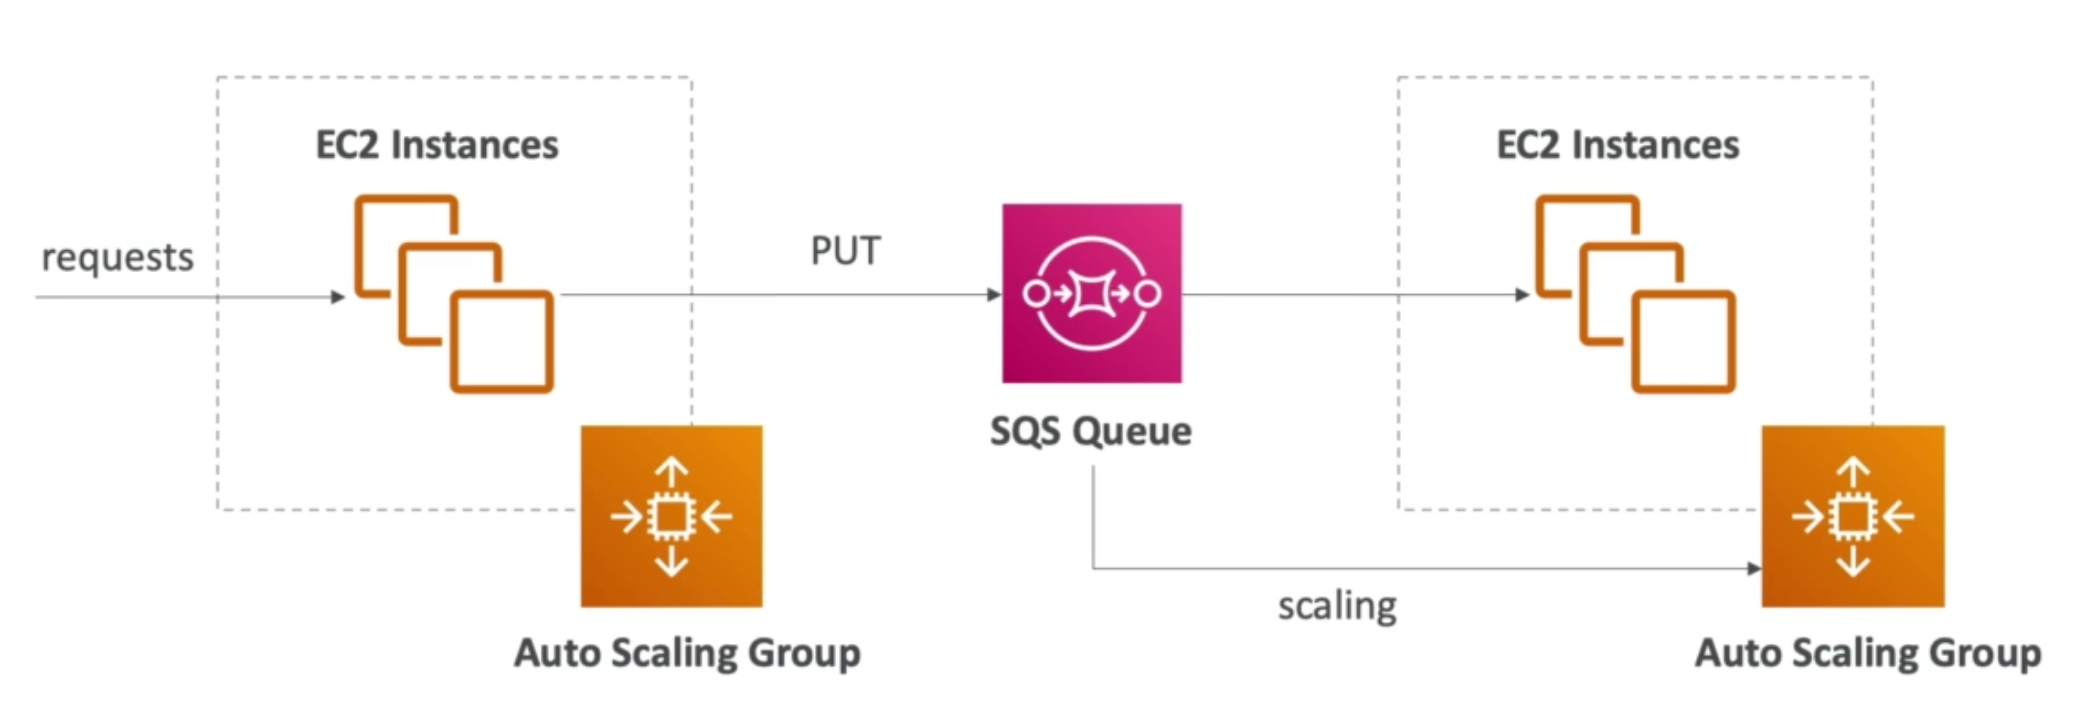 EC2 Instances
requests
Auto Scaling Group
PUT
SQS Queue
scaling
EC2 Instances
Auto Scaling Group